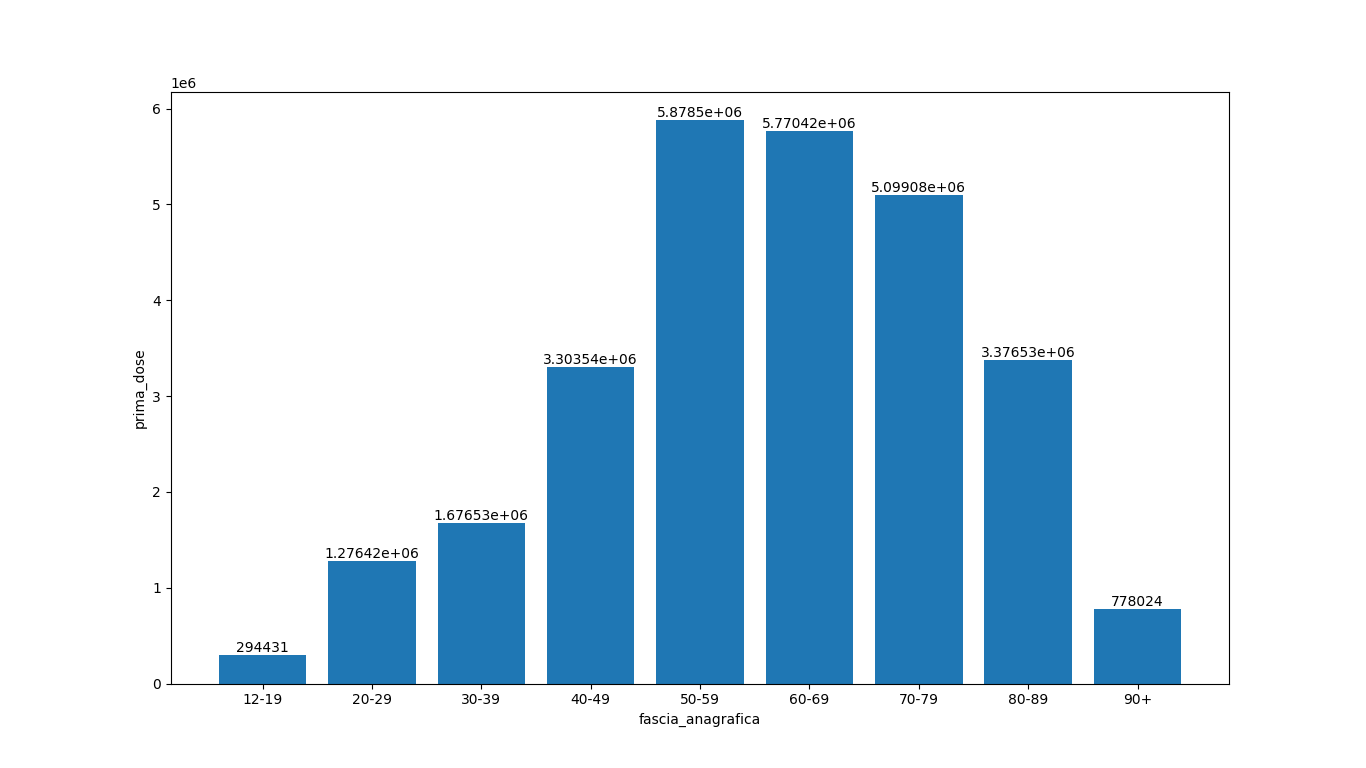 1e6
6
5
4
3
2
1
0
prima_dose
294431
1.27642e+06
1.67653e+06
3.30354e+06
5.8785e+06
5.77042e+06
5.09908e+06
3.37653e+06
778024
12-19 20-29 30-39 40-49 50-59 60-69 70-79 80-89 90+
fascia_anagrafica